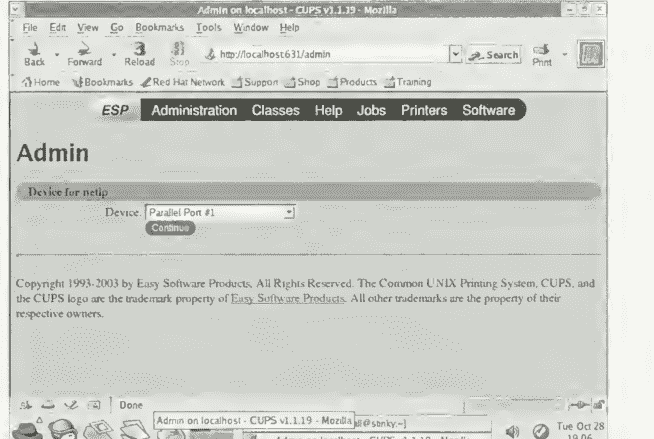 Admin on localhost - CUPS v1.1.19 - Mozilla
File Edit View Go Bookmarks Tools Window Help
Back Forward Reload Stop http://localhost:631/admin Search Print
Home Bookmarks Red Hat Network Support Shop Products Training
ESP Administration Classes Help Jobs Printers Software
Admin
Device for netlp
Device: Parallel Port #1
Continue
Copyright 1993-2003 by Easy Software Products, All Rights Reserved. The Common UNIX Printing System, CUPS, and
the CUPS logo are the trademark property of Easy Software Products. All other trademarks are the property of their
respective owners.
Done
Admin on localhost - CUPS v1.1.19 - Mozilla
Tue Oct 28
19:06